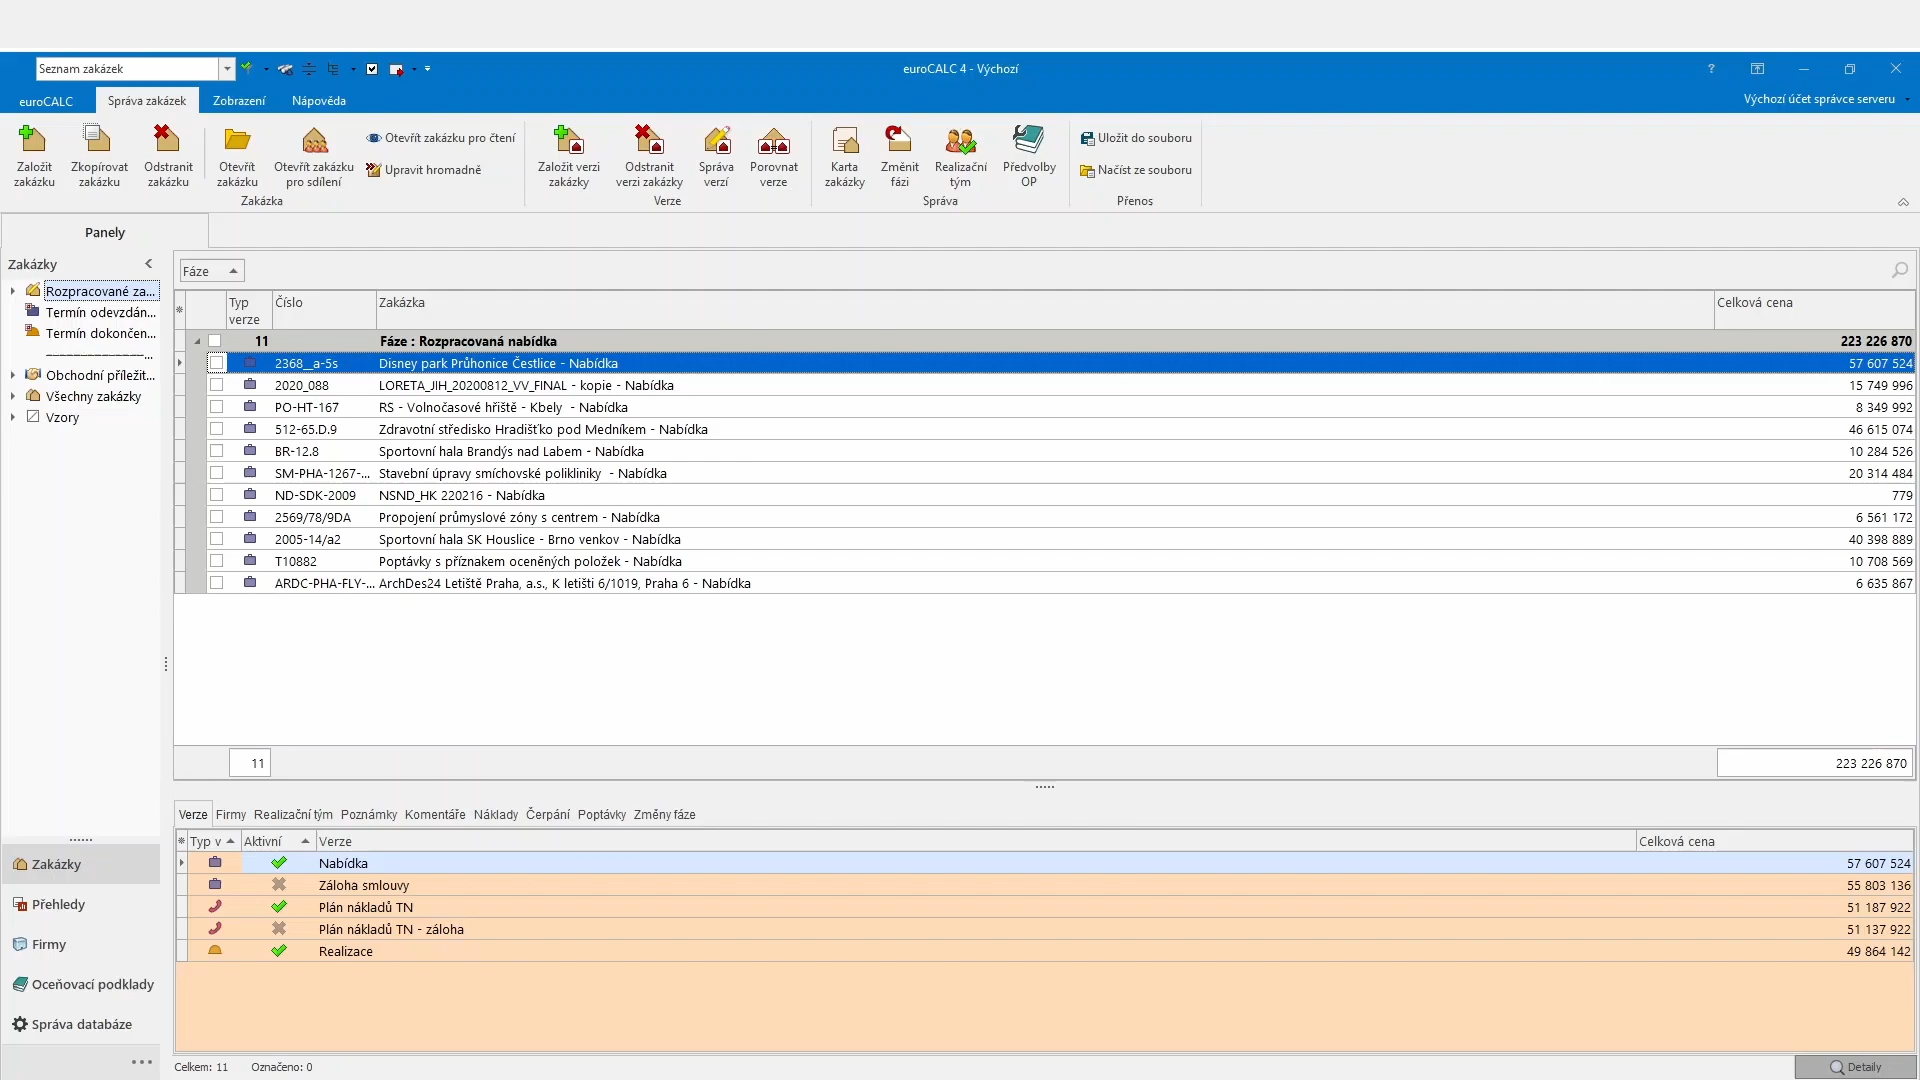 Seznam zakázek
euroCALC 4 - Výchozí
euroCALC
Správa zakázek
Zobrazení
Nápověda
Výchozí účet správce serveru
Založit zakázku
Zkopírovat zakázku
Odstranit zakázku
Otevřít zakázku
Otevřít zakázku pro sdílení
Otevřít zakázku pro čtení
Upravit hromadně
Zakázka
Založit verzi zakázky
Odstranit verzi zakázky
Správa verzí
Porovnat verze
Verze
Karta zakázky
Změnit fázi
Realizační tým
Předvolby OP
Správa
Uložit do souboru
Načíst ze souboru
Přenos
Panely
Zakázky
Rozpracované za...
Termín odevzdán...
Termín dokončen...
---------------...
Obchodní příležit...
Všechny zakázky
Vzory
Fáze
Typ verze Číslo Zakázka Celková cena
11 Fáze : Rozpracovaná nabídka 223 226 870
2368__a-5s Disney park Průhonice Čestlice - Nabídka 57 607 524
2020_088 LORETA_JIH_20200812_VV_FINAL - kopie - Nabídka 15 749 996
PO-HT-167 RS - Volnočasové hřiště - Kbely - Nabídka 8 349 992
512-65.D.9 Zdravotní středisko Hradišťko pod Medníkem - Nabídka 46 615 074
BR-12.8 Sportovní hala Brandýs nad Labem - Nabídka 10 284 526
SM-PHA-1267-... Stavební úpravy smíchovské polikliniky - Nabídka 20 314 484
ND-SDK-2009 NSND_HK 220216 - Nabídka 779
2569/78/9DA Propojení průmyslové zóny s centrem - Nabídka 6 561 172
2005-14/a2 Sportovní hala SK Houslice - Brno venkov - Nabídka 40 398 889
T10882 Poptávky s příznakem oceněných položek - Nabídka 10 708 569
ARDC-PHA-FLY-... ArchDes24 Letiště Praha, a.s., K letišti 6/1019, Praha 6 - Nabídka 6 635 867
11 223 226 870
Verze Firmy Realizační tým Poznámky Komentáře Náklady Čerpání Poptávky Změny fáze
Typ v Aktivní Verze Celková cena
Nabídka 57 607 524
Záloha smlouvy 55 803 136
Plán nákladů TN 51 187 922
Plán nákladů TN - záloha 51 137 922
Realizace 49 864 142
Zakázky
Přehledy
Firmy
Oceňovací podklady
Správa databáze
Celkem: 11 Označeno: 0
Detaily